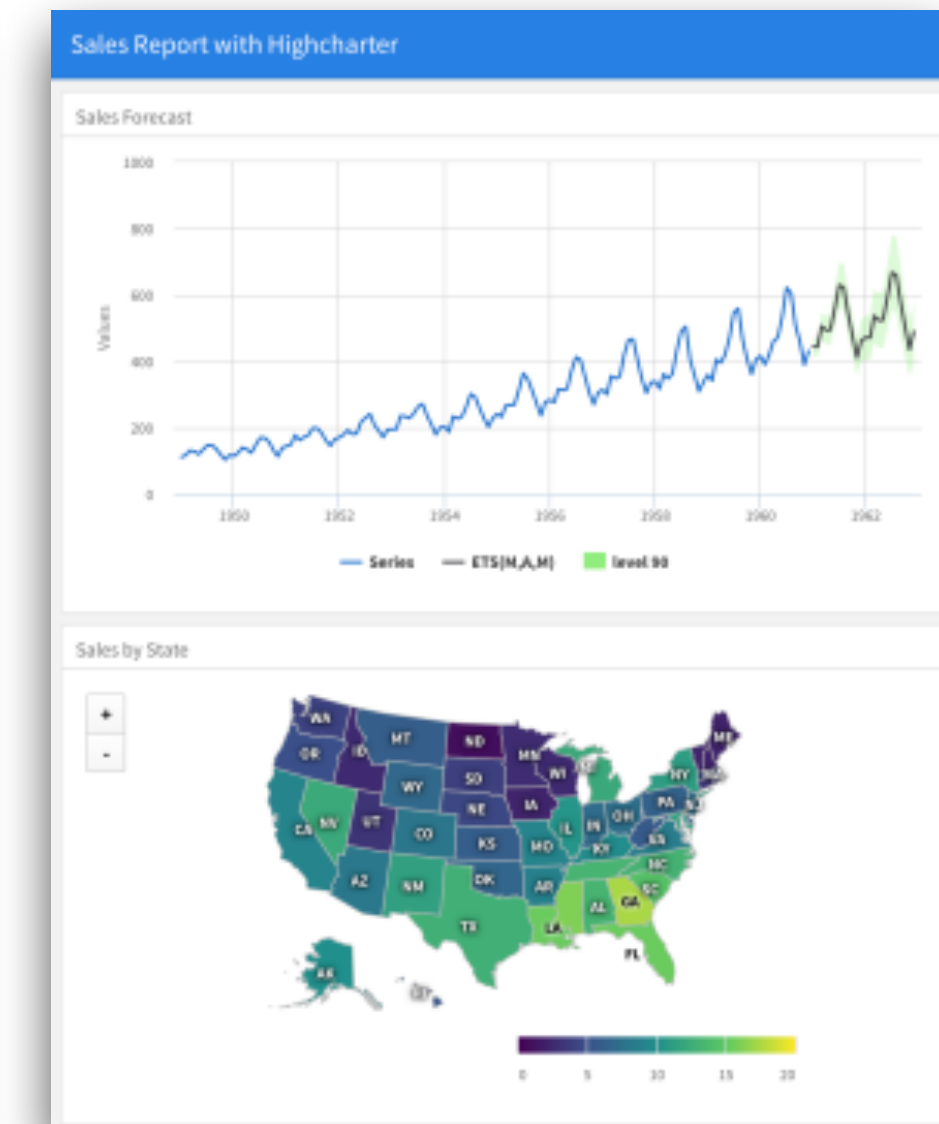 Sales Report with Highcharter
Sales Forecast
1000
800
600
400
200
0
Values
1950
1952
1954
1956
1958
1960
1962
Series
ETS(M,A,M)
level 90
Sales by State
+
-
WA
MT
ND
MN
ME
OR
ID
SD
WI
NY
WY
NE
IA
PA
NJ
CA
NV
UT
CO
KS
MO
IL
IN
OH
KY
VA
AZ
NM
OK
AR
NC
SC
TX
LA
AL
GA
FL
AK
0
5
10
15
20